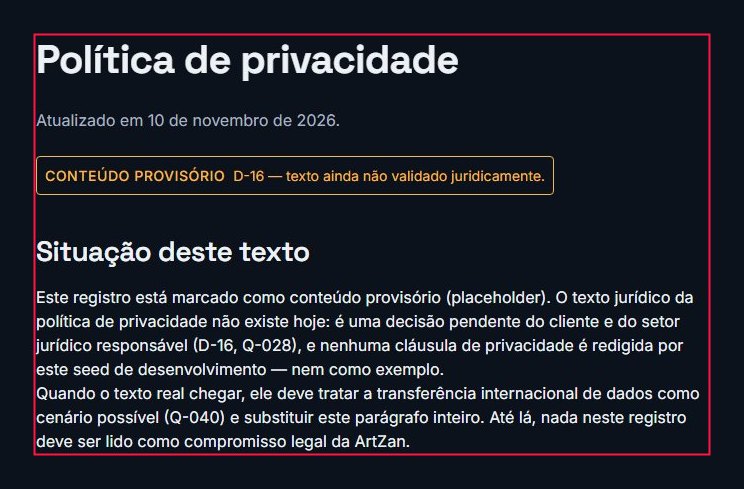 Política de privacidade
Atualizado em 10 de novembro de 2026.
CONTEÚDO PROVISÓRIO D-16 — texto ainda não validado juridicamente.
Situação deste texto
Este registro está marcado como conteúdo provisório (placeholder). O texto jurídico da
política de privacidade não existe hoje: é uma decisão pendente do cliente e do setor
jurídico responsável (D-16, Q-028), e nenhuma cláusula de privacidade é redigida por
este seed de desenvolvimento — nem como exemplo.
Quando o texto real chegar, ele deve tratar a transferência internacional de dados como
cenário possível (Q-040) e substituir este parágrafo inteiro. Até lá, nada neste registro
deve ser lido como compromisso legal da ArtZan.